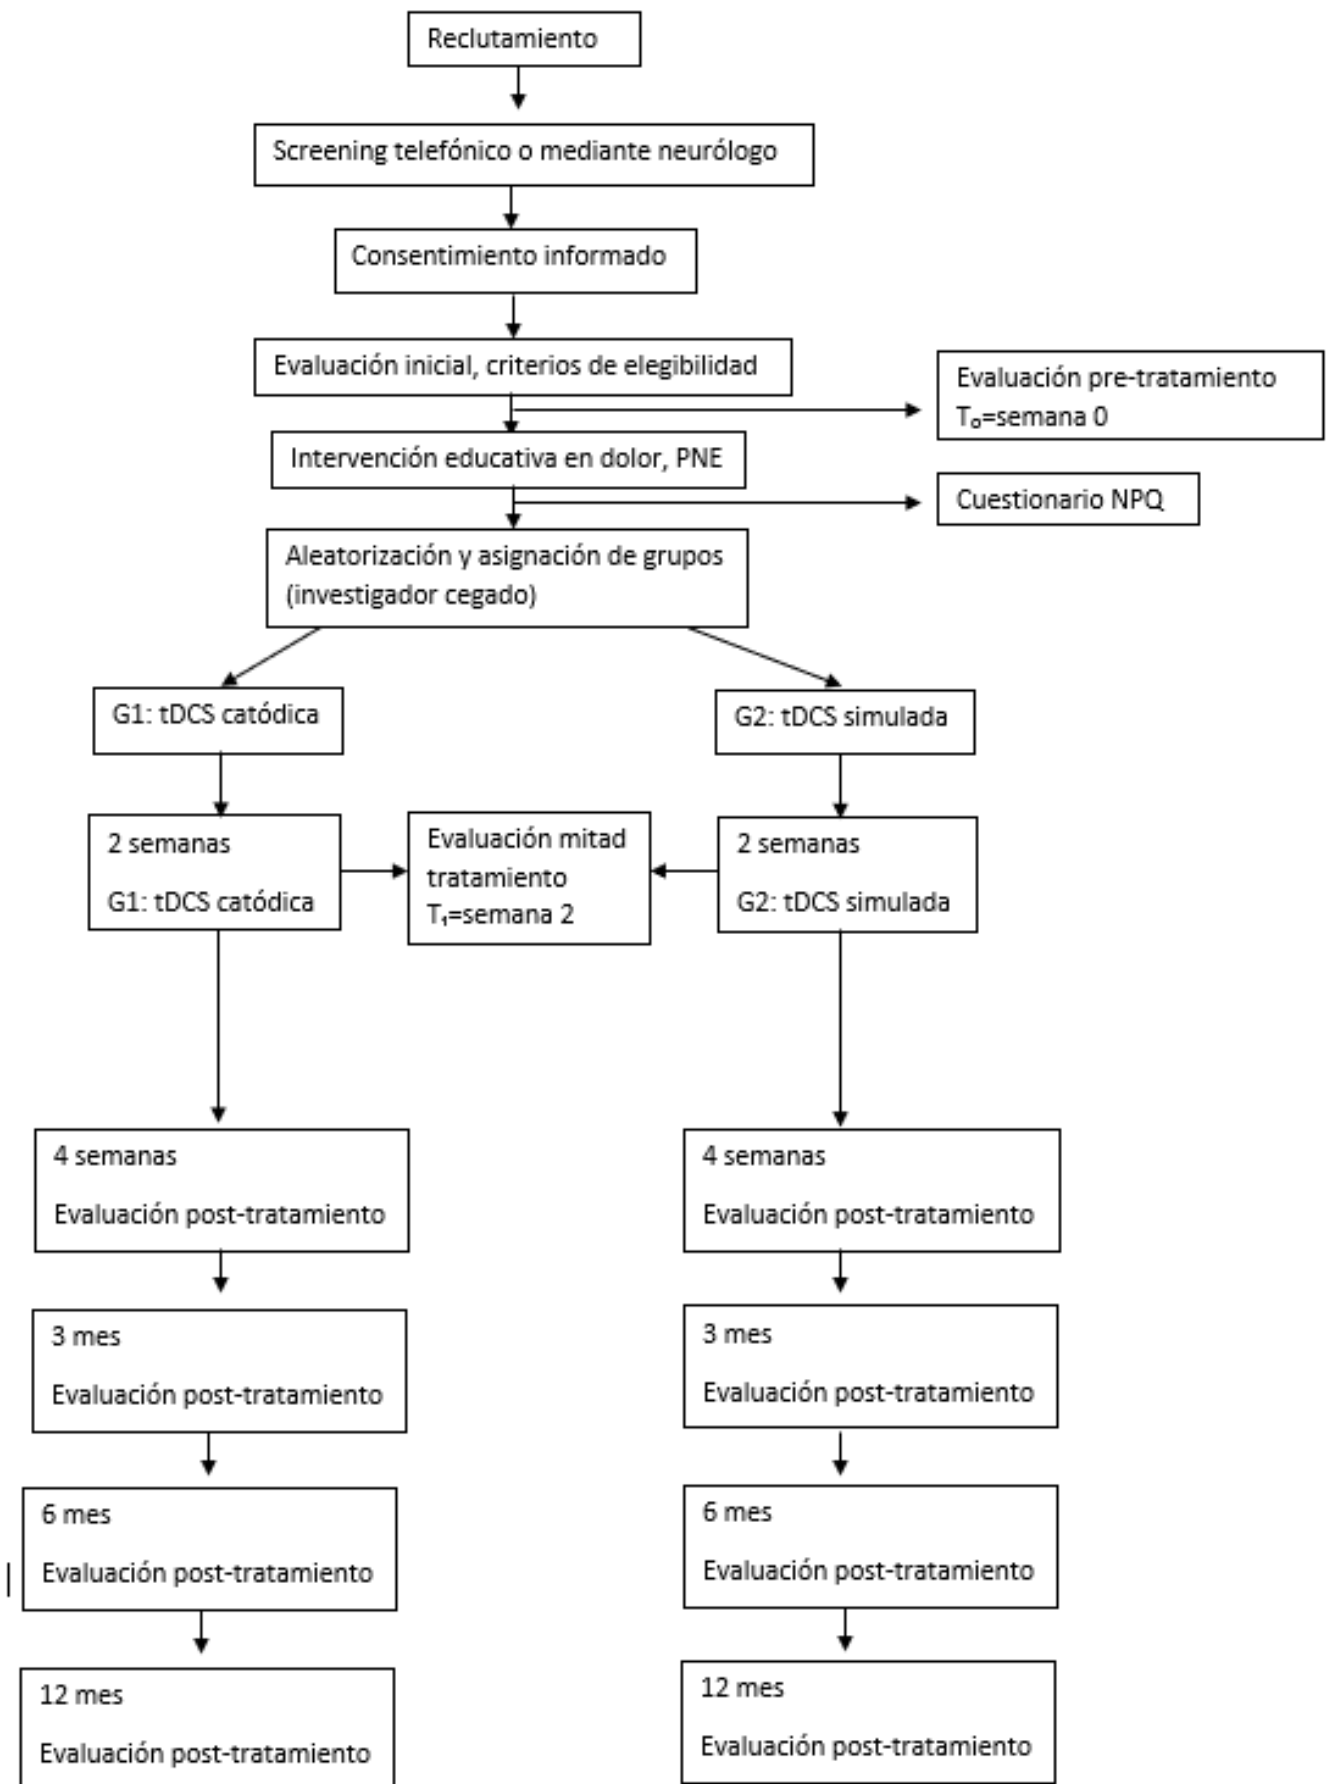 Reclutamiento
Screening telefónico o mediante neurólogo
Consentimiento informado
Evaluación inicial, criterios de elegibilidad
Evaluación pre-tratamiento
T₀=semana 0
Intervención educativa en dolor, PNE
Cuestionario NPQ
Aleatorización y asignación de grupos
(investigador cegado)
G1: tDCS catódica
G2: tDCS simulada
2 semanas
G1: tDCS catódica
Evaluación mitad
tratamiento
T₁=semana 2
2 semanas
G2: tDCS simulada
4 semanas
Evaluación post-tratamiento
4 semanas
Evaluación post-tratamiento
3 mes
Evaluación post-tratamiento
3 mes
Evaluación post-tratamiento
6 mes
Evaluación post-tratamiento
6 mes
Evaluación post-tratamiento
12 mes
Evaluación post-tratamiento
12 mes
Evaluación post-tratamiento